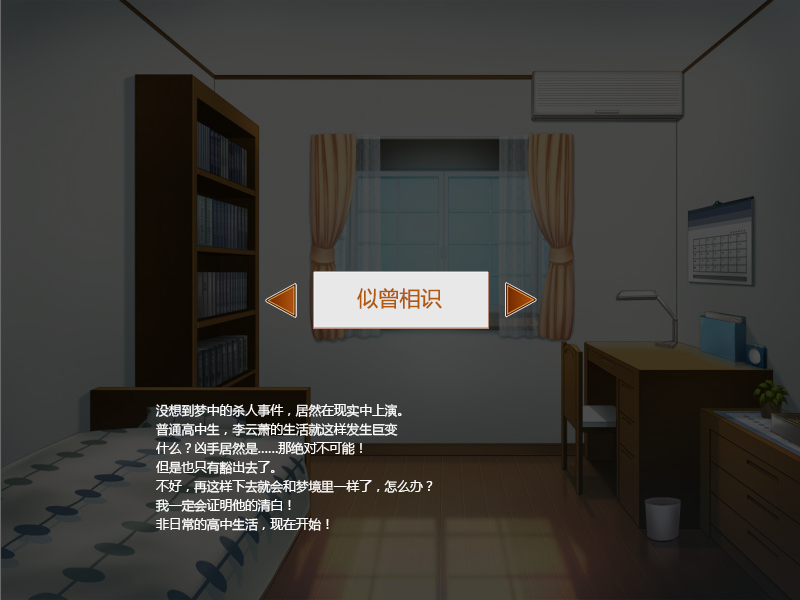 似曾相识
没想到梦中的杀人事件，居然在现实中上演。
普通高中生，李云萧的生活就这样发生巨变
什么？凶手居然是......那绝对不可能！
但是也只有豁出去了。
不好，再这样下去就会和梦境里一样了，怎么办？
我一定会证明他的清白！
非日常的高中生活，现在开始！